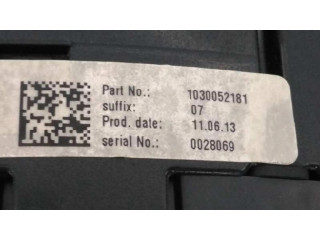 Part No.: 1030052181
suffix: 07
Prod. date: 11.06.13
serial No.: 0028069